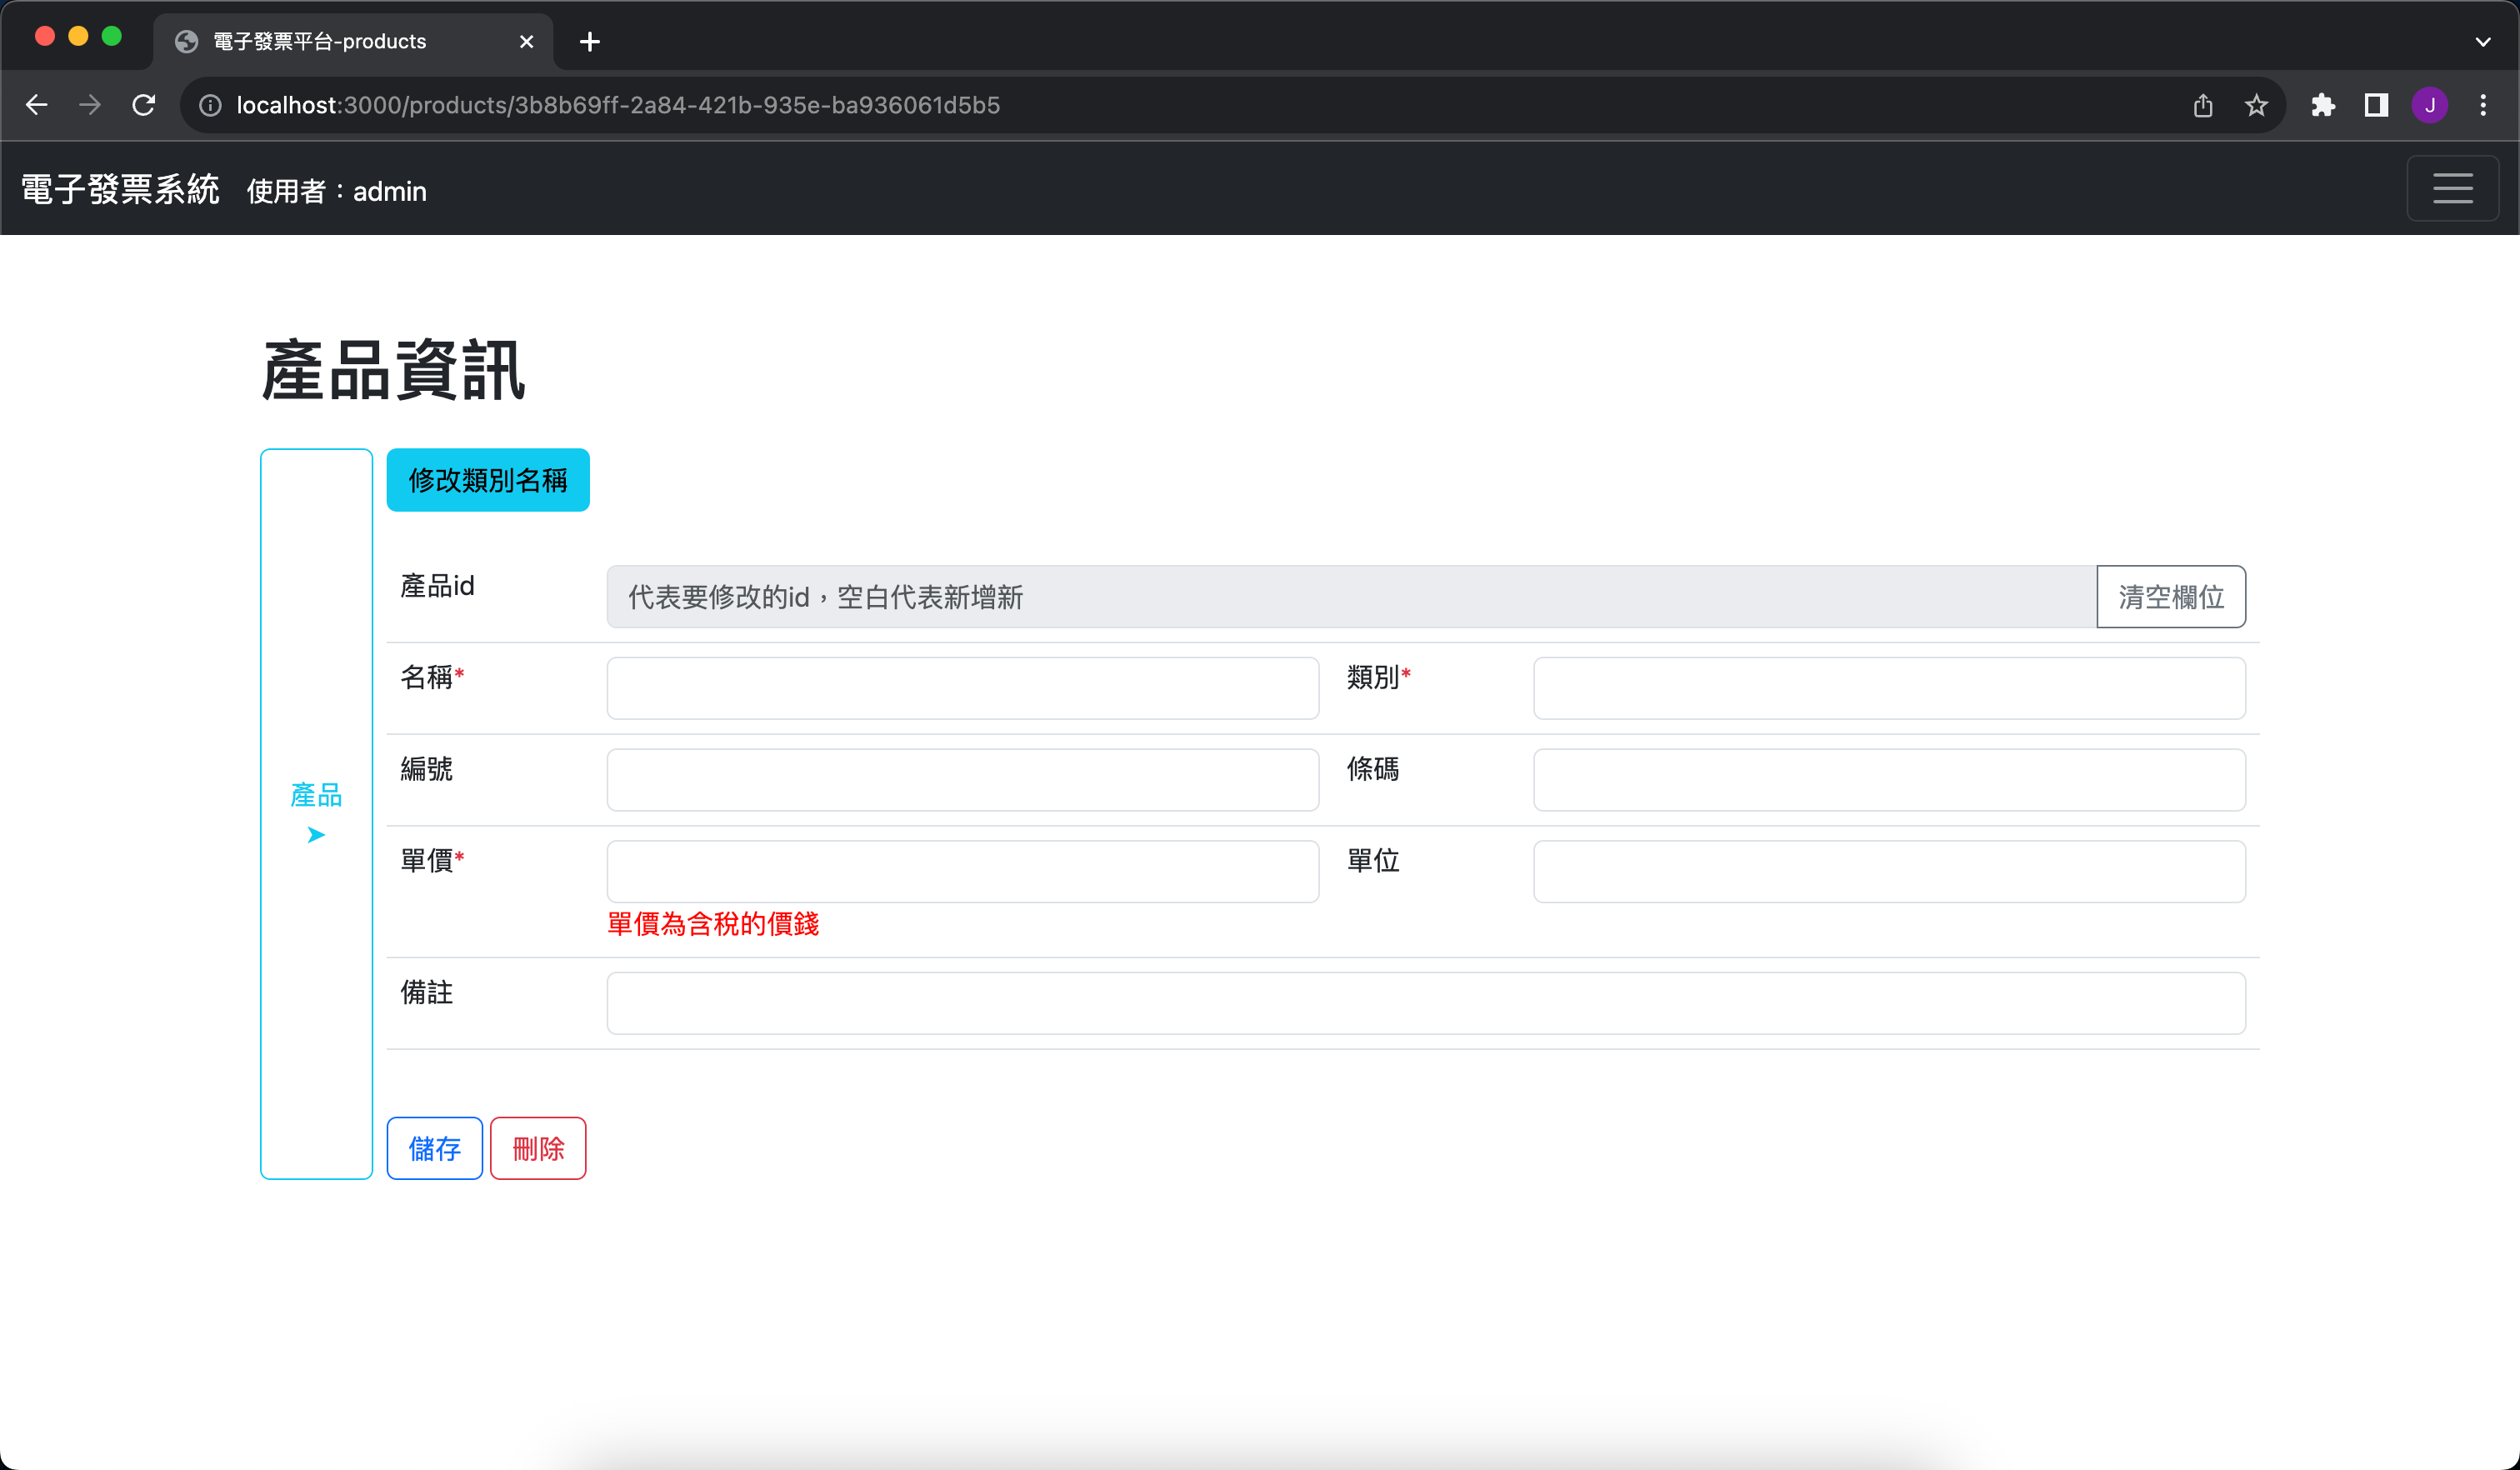 電子發票平台-products
localhost:3000/products/3b8b69ff-2a84-421b-935e-ba936061d5b5
J
電子發票系統 使用者：admin
產品資訊
修改類別名稱
產品id 代表要修改的id，空白代表新增新 清空欄位
名稱* 類別*
編號 條碼
產品
➤
單價* 單位
單價為含稅的價錢
備註
儲存 刪除